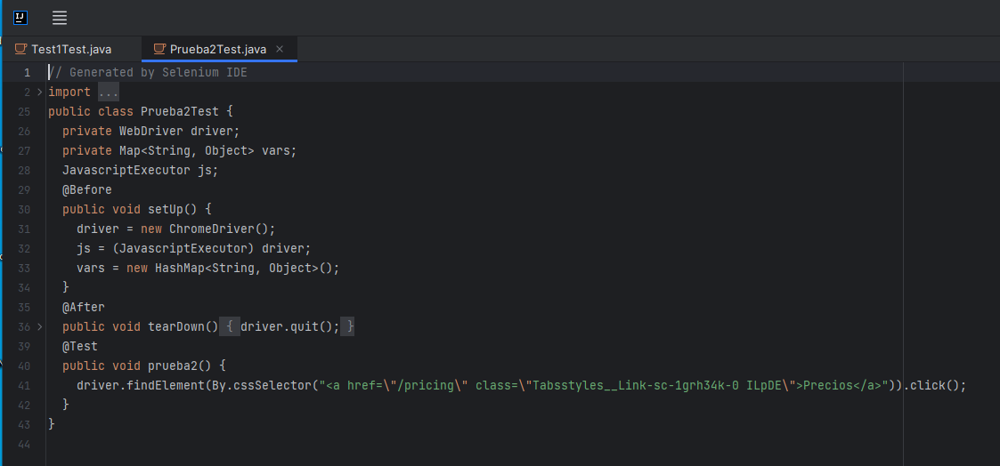 IJ
Test1Test.java Prueba2Test.java ×
1 // Generated by Selenium IDE
2 import ...
25 public class Prueba2Test {
26 private WebDriver driver;
27 private Map<String, Object> vars;
28 JavascriptExecutor js;
29 @Before
30 public void setUp() {
31 driver = new ChromeDriver();
32 js = (JavascriptExecutor) driver;
33 vars = new HashMap<String, Object>();
34 }
35 @After
36 public void tearDown() { driver.quit(); }
39 @Test
40 public void prueba2() {
41 driver.findElement(By.cssSelector("<a href=\"/pricing\" class=\"Tabsstyles__Link-sc-1grh34k-0 ILpDE\">Precios</a>")).click();
42 }
43 }
44